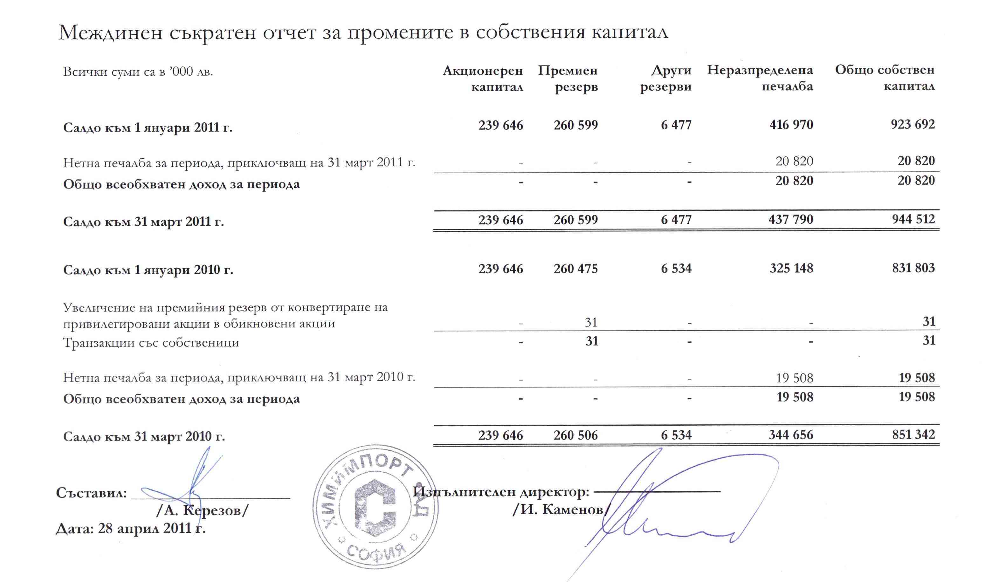 Междинен съкратен отчет за промените в собствения капитал
Всички суми са в ’000 лв. Акционерен капитал Премиен резерв Други резерви Неразпределена печалба Общо собствен капитал
Салдо към 1 януари 2011 г. 239 646 260 599 6 477 416 970 923 692
Нетна печалба за периода, приключващ на 31 март 2011 г. - - - 20 820 20 820
Общо всеобхватен доход за периода - - - 20 820 20 820
Салдо към 31 март 2011 г. 239 646 260 599 6 477 437 790 944 512
Салдо към 1 януари 2010 г. 239 646 260 475 6 534 325 148 831 803
Увеличение на премийния резерв от конвертиране на
привилегировани акции в обикновени акции - 31 - - 31
Транзакции със собственици - 31 - - 31
Нетна печалба за периода, приключващ на 31 март 2010 г. - - - 19 508 19 508
Общо всеобхватен доход за периода - - - 19 508 19 508
Салдо към 31 март 2010 г. 239 646 260 506 6 534 344 656 851 342
Съставил: Изпълнителен директор:
/А. Керезов/ /И. Каменов/
Дата: 28 април 2011 г.
ХИМИМПОРТ АД
СОФИЯ